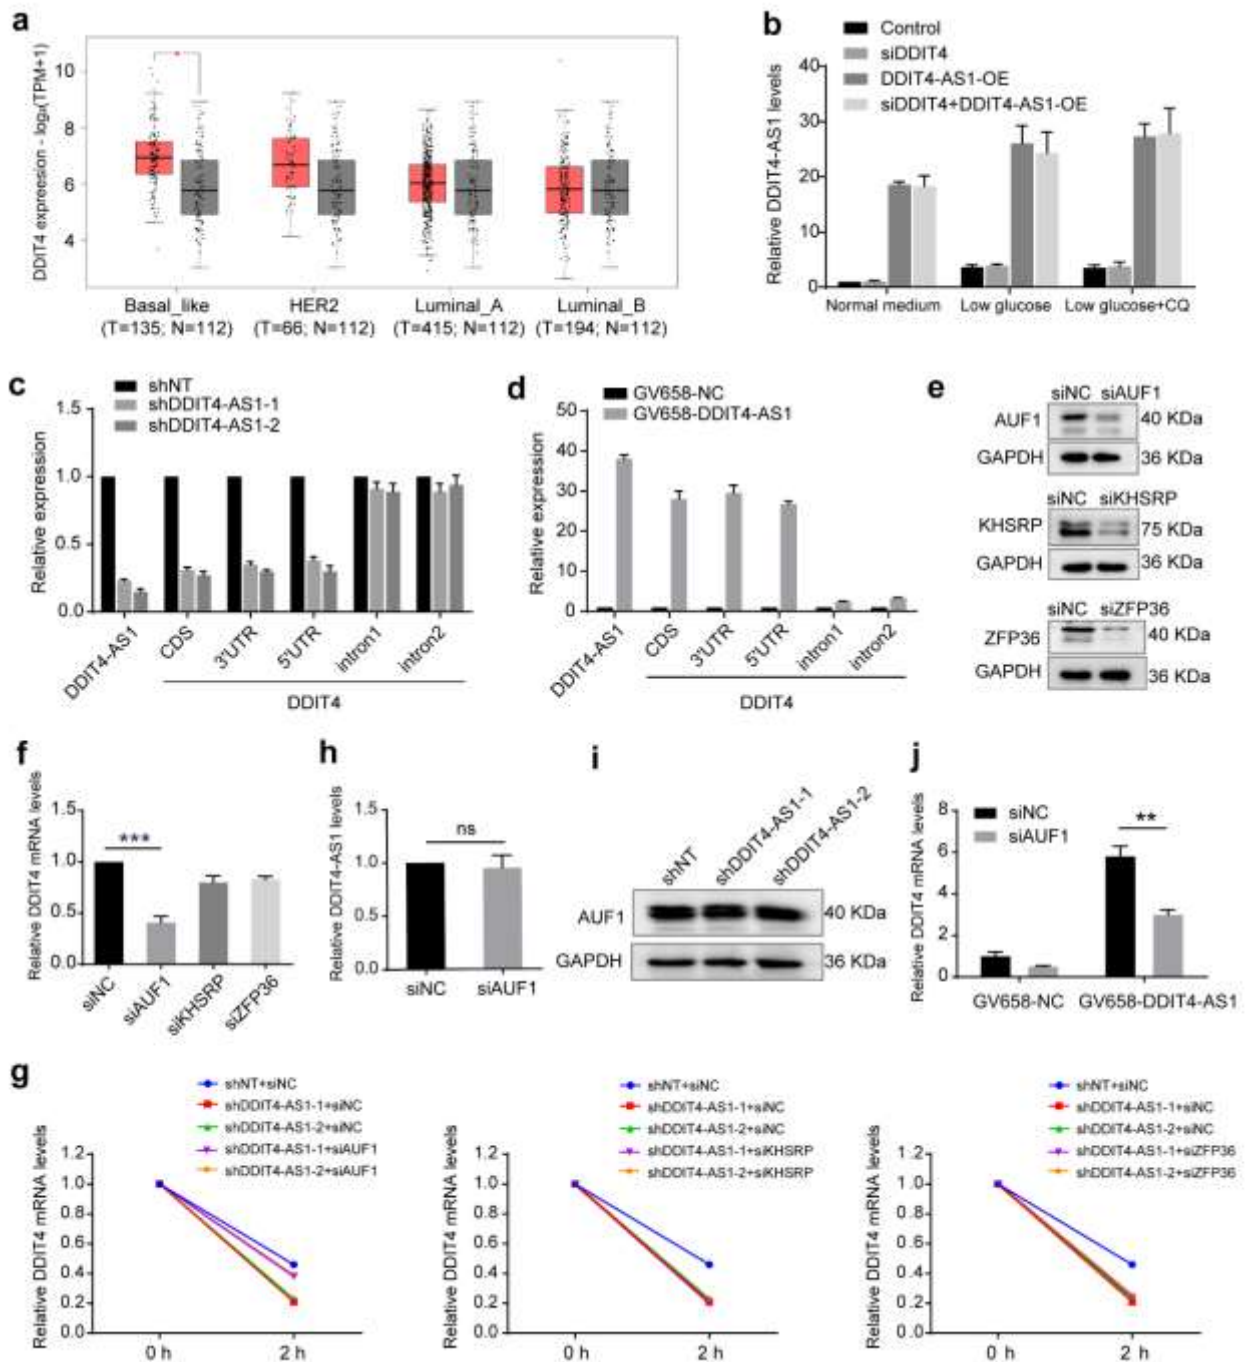 a
DDIT4 expreesion - log₂(TPM+1)
10
8
6
4
*
Basal_like
(T=135; N=112)
HER2
(T=66; N=112)
Luminal_A
(T=415; N=112)
Luminal_B
(T=194; N=112)
b
Control
siDDIT4
DDIT4-AS1-OE
siDDIT4+DDIT4-AS1-OE
Relative DDIT4-AS1 levels
40
30
20
10
0
Normal medium
Low glucose
Low glucose+CQ
c
shNT
shDDIT4-AS1-1
shDDIT4-AS1-2
Relative expression
1.5
1.0
0.5
0.0
DDIT4-AS1
CDS
3'UTR
5'UTR
intron1
intron2
DDIT4
d
GV658-NC
GV658-DDIT4-AS1
Relative expression
50
40
30
20
10
0
DDIT4-AS1
CDS
3'UTR
5'UTR
intron1
intron2
DDIT4
e
siNC siAUF1
AUF1 40 KDa
GAPDH 36 KDa
siNC siKHSRP
KHSRP 75 KDa
GAPDH 36 KDa
siNC siZFP36
ZFP36 40 KDa
GAPDH 36 KDa
f
Relative DDIT4 mRNA levels
1.5
1.0
0.5
0.0
***
siNC
siAUF1
siKHSRP
siZFP36
h
Relative DDIT4-AS1 levels
1.5
1.0
0.5
0.0
ns
siNC
siAUF1
i
shNT
shDDIT4-AS1-1
shDDIT4-AS1-2
AUF1 40 KDa
GAPDH 36 KDa
j
siNC
siAUF1
Relative DDIT4 mRNA levels
8
6
4
2
0
**
GV658-NC
GV658-DDIT4-AS1
g
shNT+siNC
shDDIT4-AS1-1+siNC
shDDIT4-AS1-2+siNC
shDDIT4-AS1-1+siAUF1
shDDIT4-AS1-2+siAUF1
Relative DDIT4 mRNA levels
1.2
1.0
0.8
0.6
0.4
0.2
0.0
0 h
2 h
shNT+siNC
shDDIT4-AS1-1+siNC
shDDIT4-AS1-2+siNC
shDDIT4-AS1-1+siKHSRP
shDDIT4-AS1-2+siKHSRP
Relative DDIT4 mRNA levels
1.2
1.0
0.8
0.6
0.4
0.2
0.0
0 h
2 h
shNT+siNC
shDDIT4-AS1-1+siNC
shDDIT4-AS1-2+siNC
shDDIT4-AS1-1+siZFP36
shDDIT4-AS1-2+siZFP36
Relative DDIT4 mRNA levels
1.2
1.0
0.8
0.6
0.4
0.2
0.0
0 h
2 h